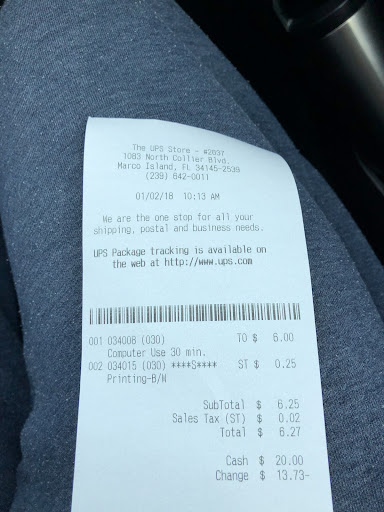 The UPS Store - #2037
1083 North Collier Blvd.
Marco Island, FL 34145-2539
(239) 642-0011
01/02/18 10:13 AM
We are the one stop for all your
shipping, postal and business needs.
UPS Package tracking is available on
the web at http://www.ups.com
001 034008 (030) TO $ 6.00
Computer Use 30 min.
002 034015 (030) ****S**** ST $ 0.25
Printing-B/W
SubTotal $ 6.25
Sales Tax (ST) $ 0.02
Total $ 6.27
Cash $ 20.00
Change $ 13.73-